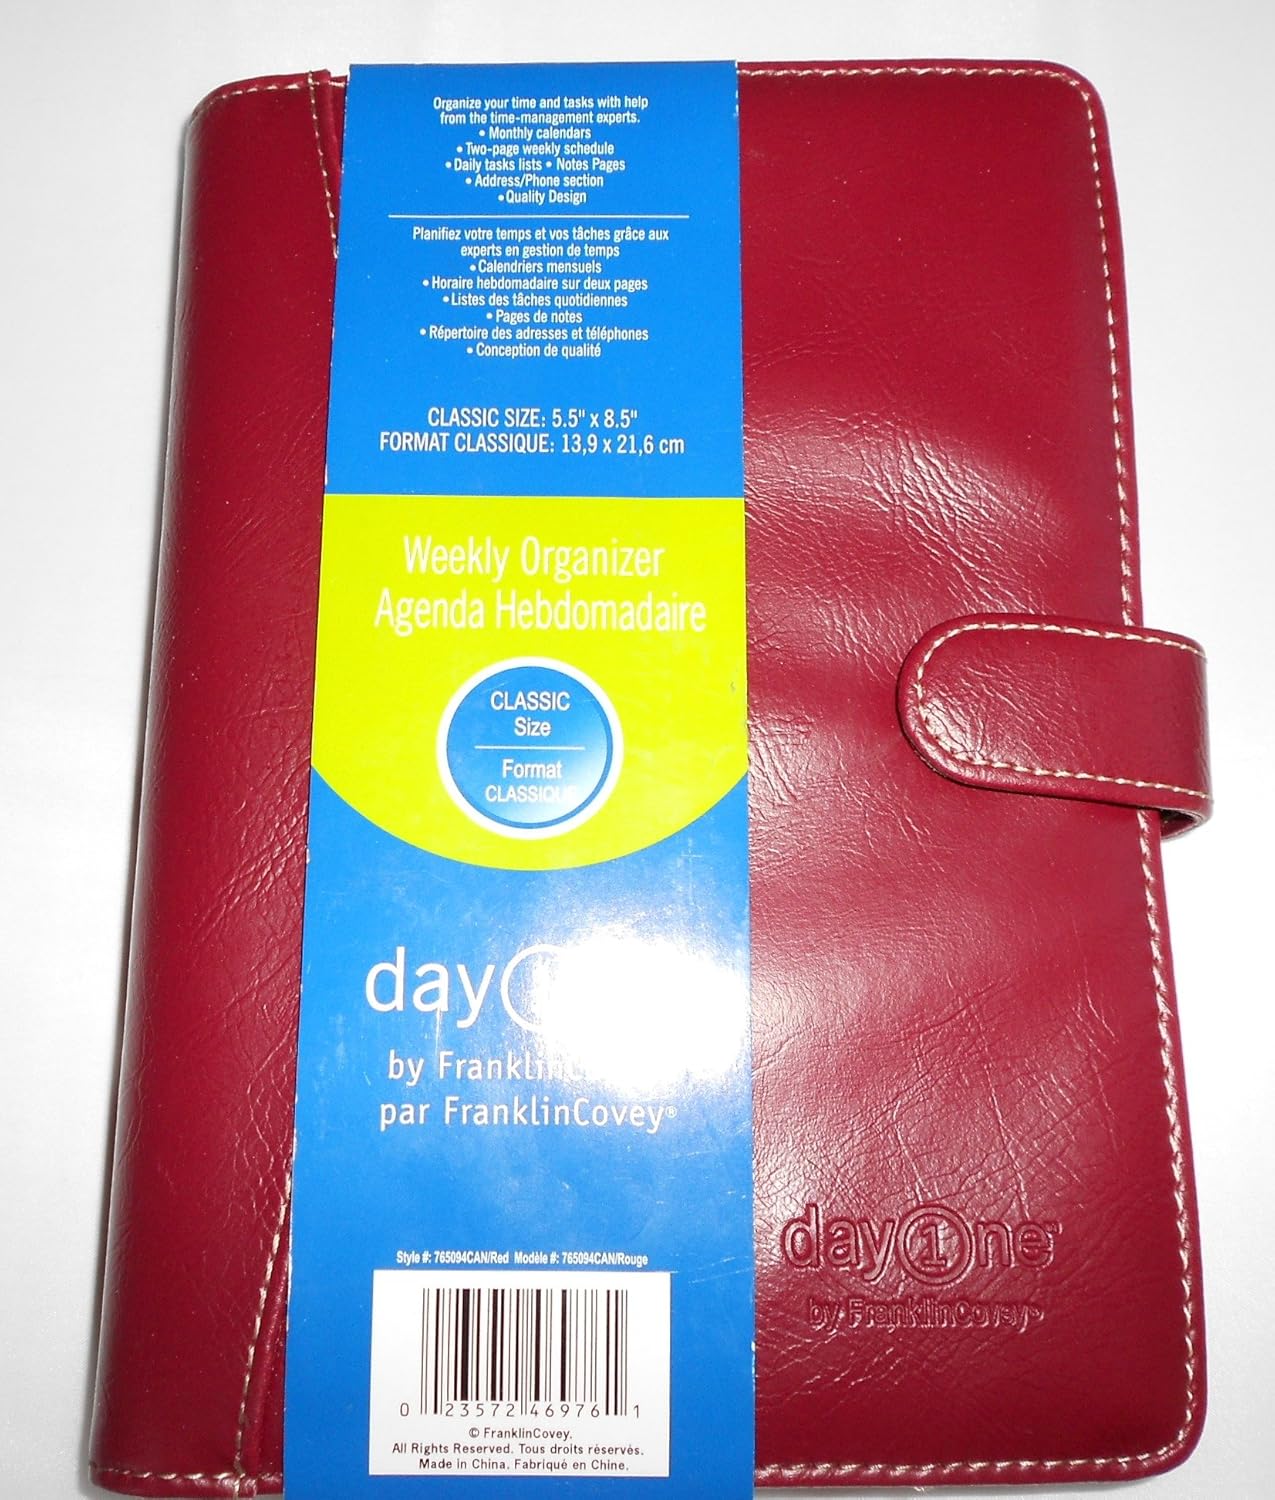 Organize your time and tasks with help
from the time-management experts.
• Monthly calendars
• Two-page weekly schedule
• Daily tasks lists • Notes Pages
• Address/Phone section
• Quality Design
Planifiez votre temps et vos tâches grâce aux
experts en gestion de temps
• Calendriers mensuels
• Horaire hebdomadaire sur deux pages
• Listes des tâches quotidiennes
• Pages de notes
• Répertoire des adresses et téléphones
• Conception de qualité
CLASSIC SIZE: 5.5" x 8.5"
FORMAT CLASSIQUE: 13,9 x 21,6 cm
Weekly Organizer
Agenda Hebdomadaire
CLASSIC
Size
Format
CLASSIQUE
day
by
par FranklinCovey®
Style #: 765094CAN/Red Modèle #: 765094CAN/Rouge
0 23572 46976 1
© FranklinCovey.
All Rights Reserved. Tous droits réservés.
Made in China. Fabriqué en Chine.
day1ne™
by FranklinCovey®